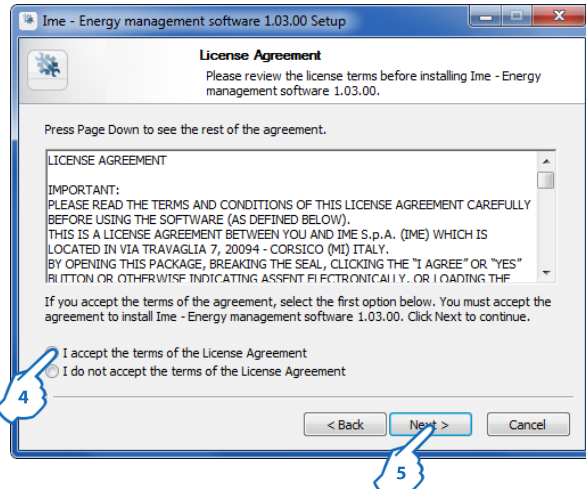 Ime - Energy management software 1.03.00 Setup
License Agreement
Please review the license terms before installing Ime - Energy
management software 1.03.00.
Press Page Down to see the rest of the agreement.
LICENSE AGREEMENT
IMPORTANT:
PLEASE READ THE TERMS AND CONDITIONS OF THIS LICENSE AGREEMENT CAREFULLY
BEFORE USING THE SOFTWARE (AS DEFINED BELOW).
THIS IS A LICENSE AGREEMENT BETWEEN YOU AND IME S.p.A. (IME) WHICH IS
LOCATED IN VIA TRAVAGLIA 7, 20094 - CORSICO (MI) ITALY.
BY OPENING THIS PACKAGE, BREAKING THE SEAL, CLICKING THE "I AGREE" OR "YES"
BUTTON OR OTHERWISE INDICATING ASSENT ELECTRONICALLY, OR LOADING THE
If you accept the terms of the agreement, select the first option below. You must accept the
agreement to install Ime - Energy management software 1.03.00. Click Next to continue.
I accept the terms of the License Agreement
I do not accept the terms of the License Agreement
4
< Back Next > Cancel
5